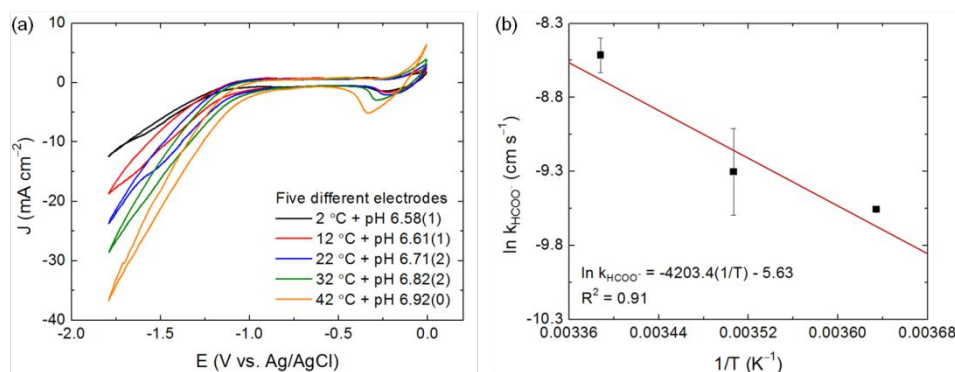 (a)
10
0
-10
-20
-30
-40
J (mA cm⁻²)
Five different electrodes
2 °C + pH 6.58(1)
12 °C + pH 6.61(1)
22 °C + pH 6.71(2)
32 °C + pH 6.82(2)
42 °C + pH 6.92(0)
-2.0 -1.5 -1.0 -0.5 0.0
E (V vs. Ag/AgCl)
(b)
-8.3
-8.8
-9.3
-9.8
-10.3
ln k_HCOO⁻ (cm s⁻¹)
ln k_HCOO⁻ = -4203.4(1/T) - 5.63
R² = 0.91
0.00336 0.00344 0.00352 0.00360 0.00368
1/T (K⁻¹)